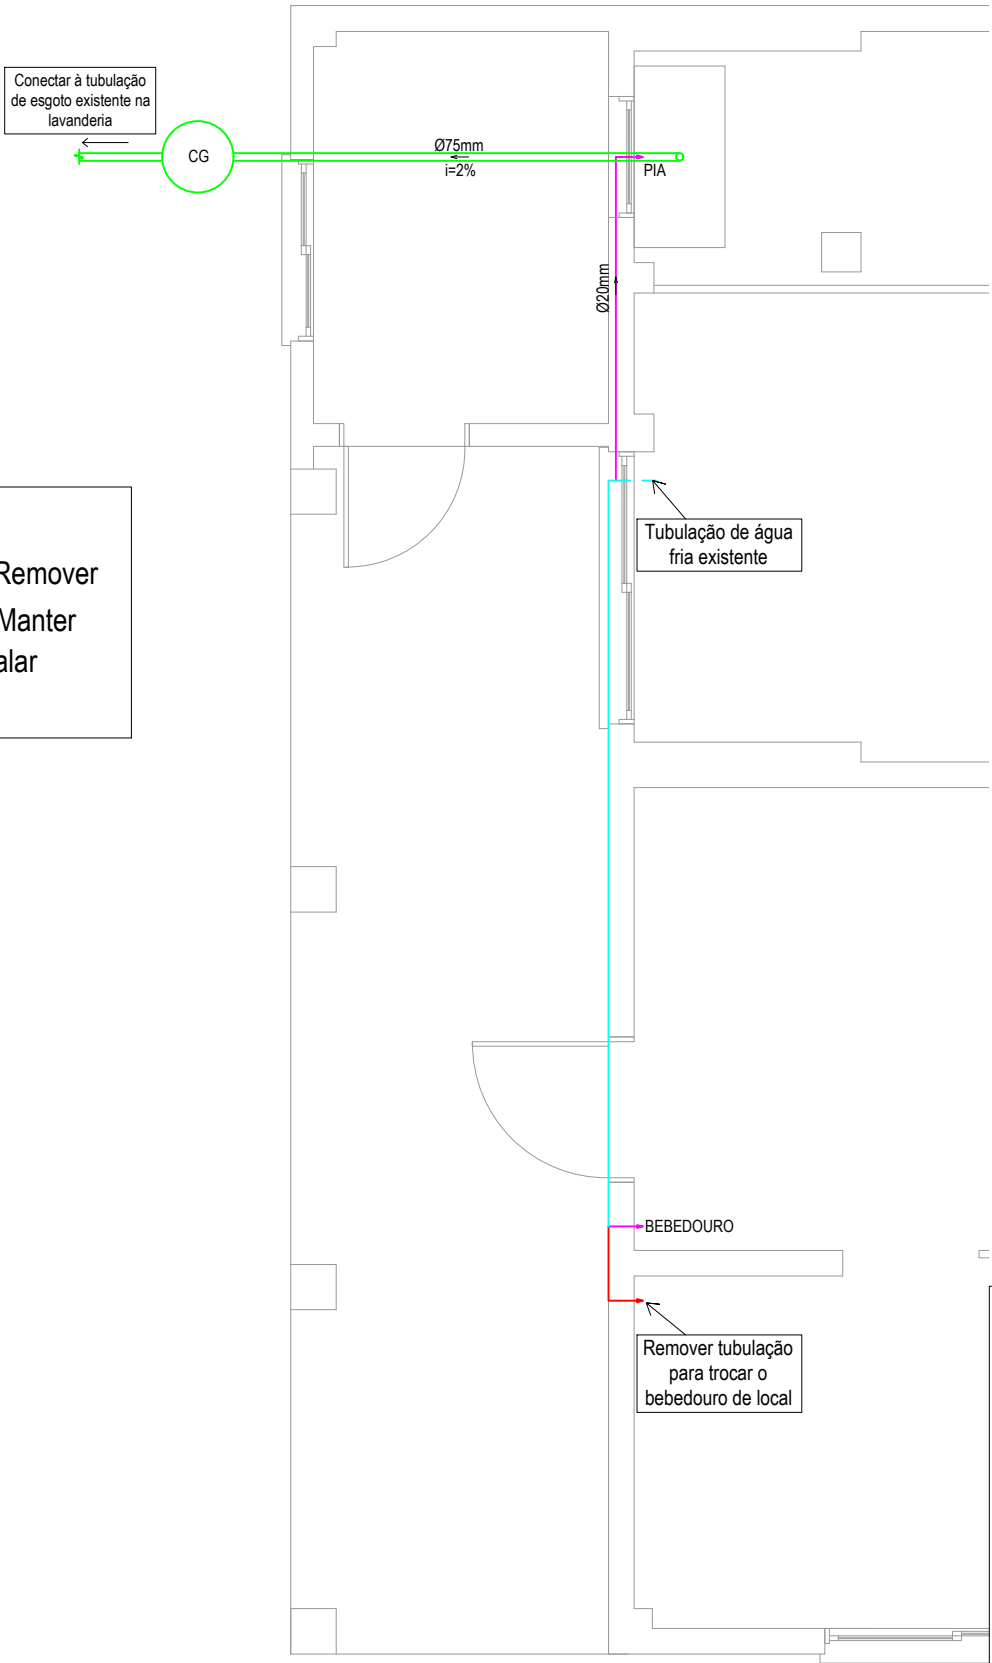 Conectar à tubulação
de esgoto existente na
lavanderia
CG
Ø75mm
i=2%
PIA
Ø20mm
Tubulação de água
fria existente
Remover
Manter
alar
BEBEDOURO
Remover tubulação
para trocar o
bebedouro de local